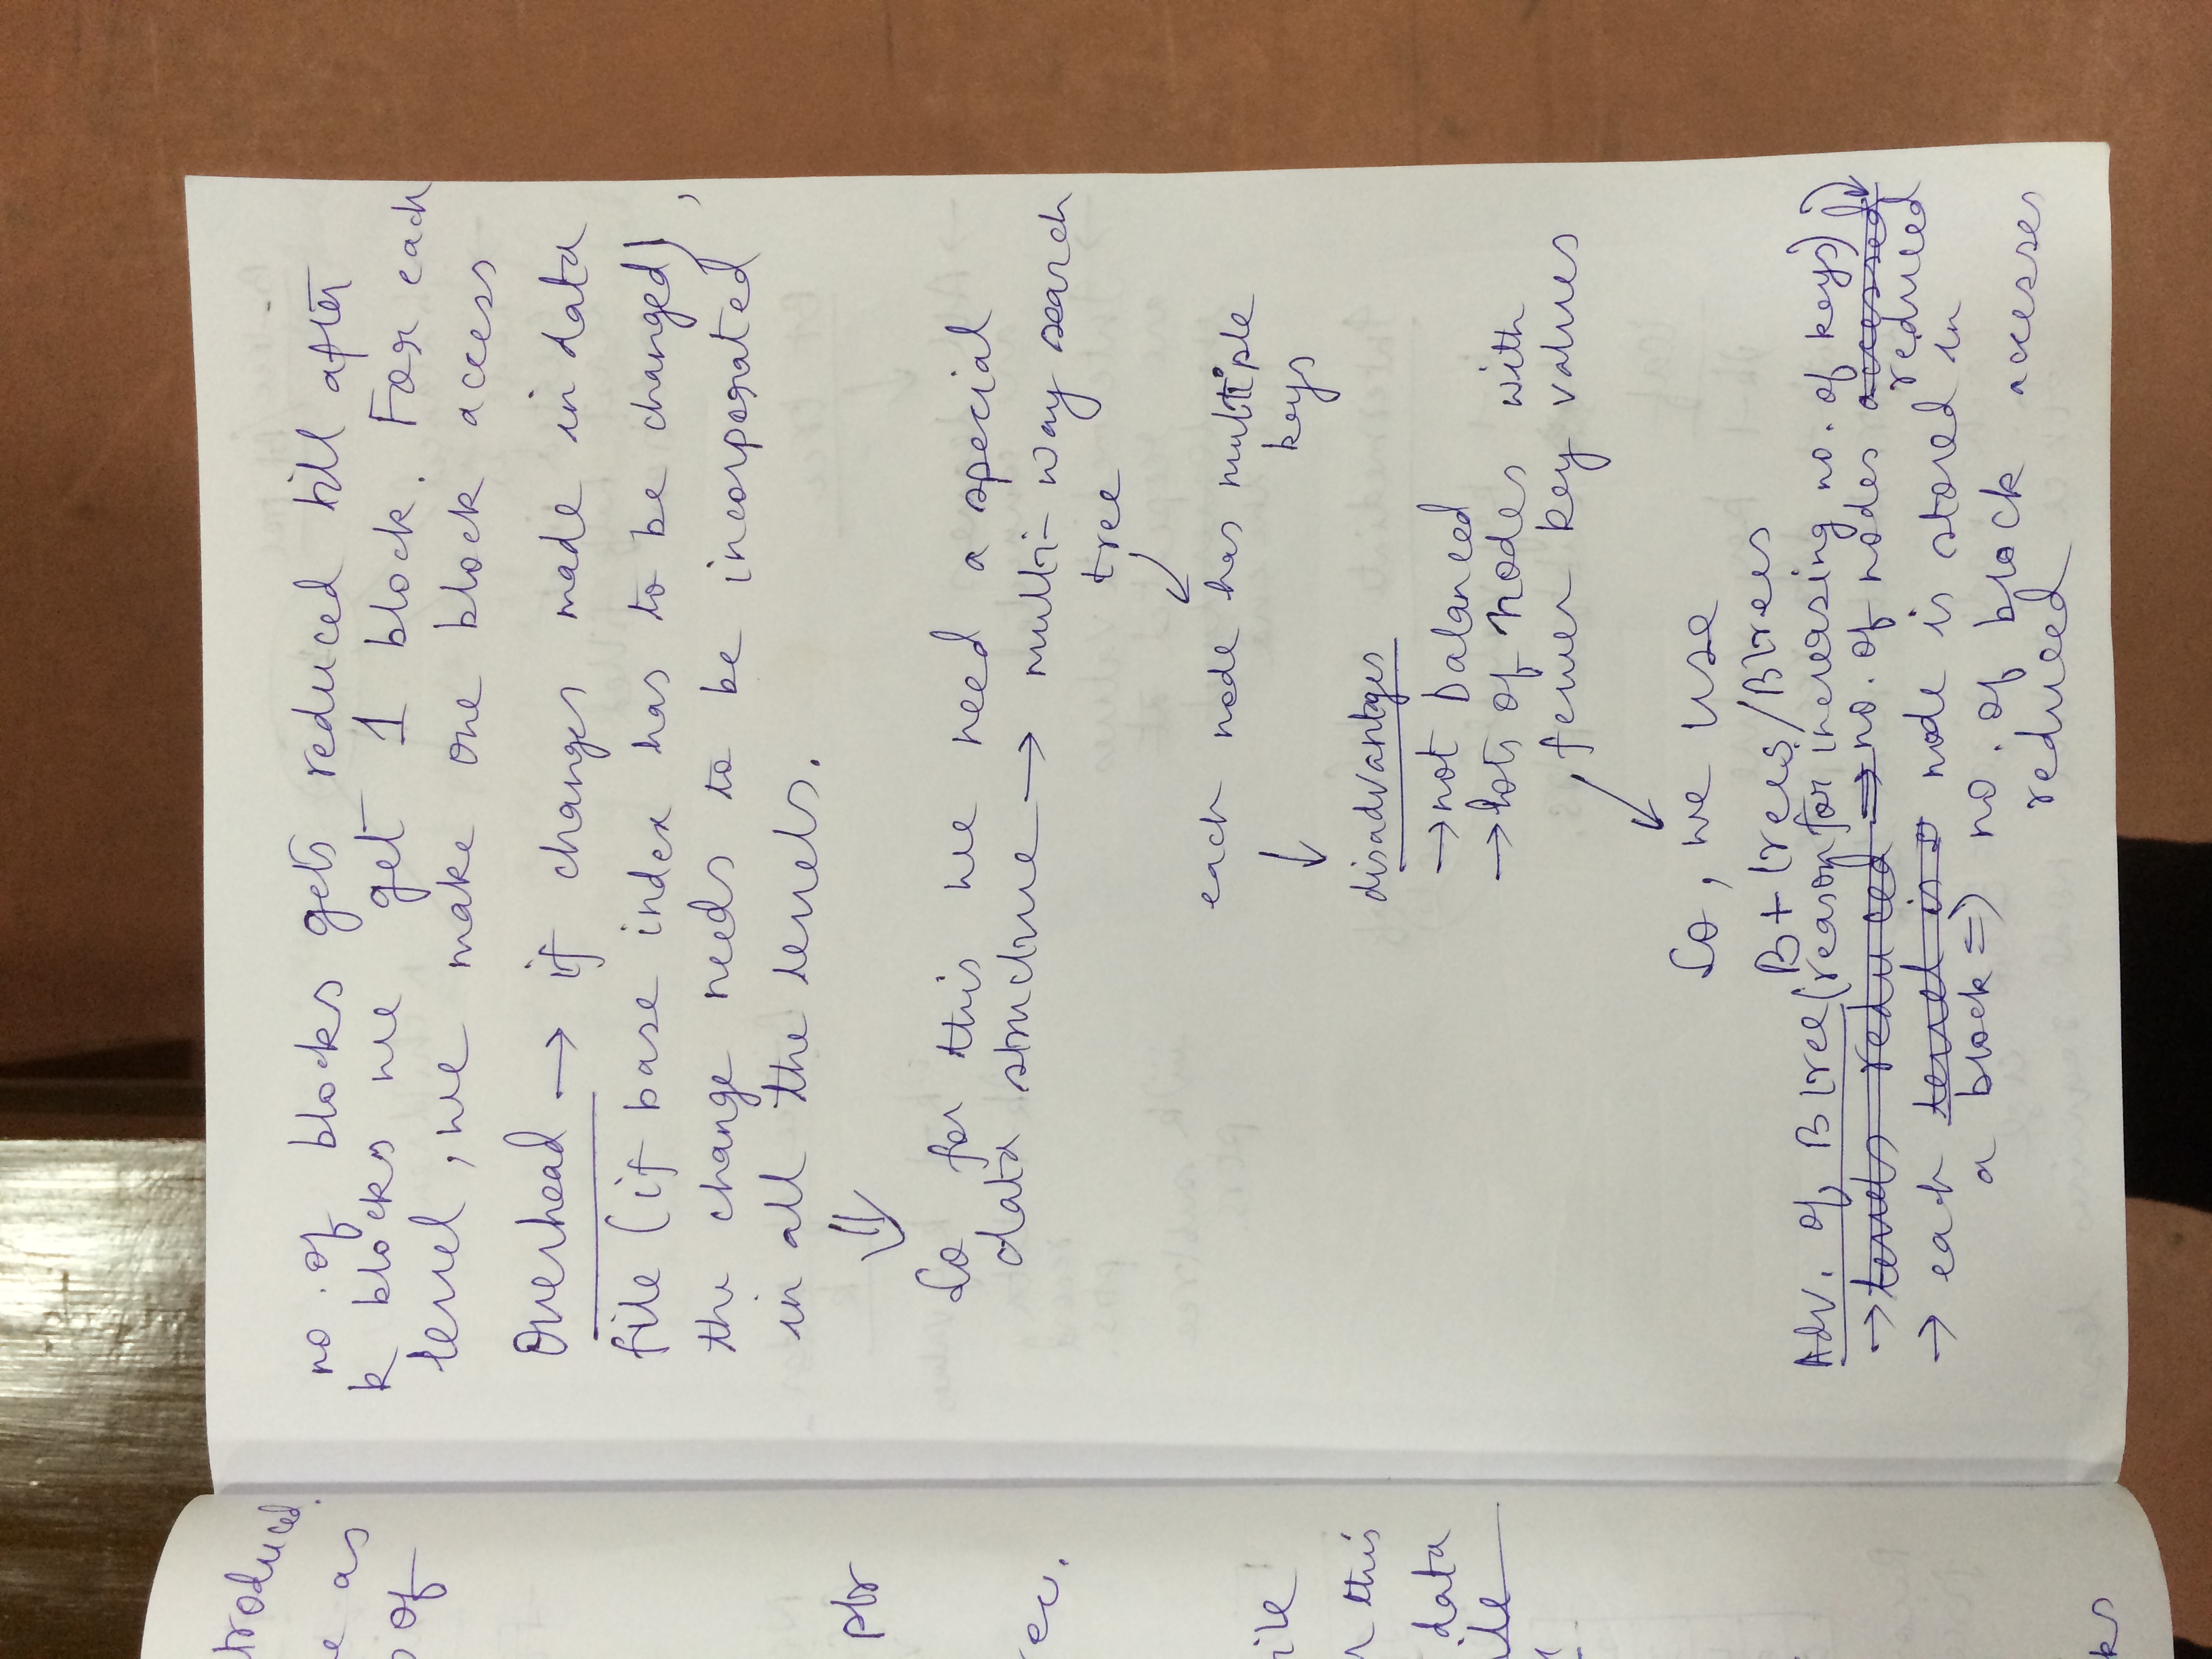 troduced.
e as
s of
ptr
rec.
ile
this
data
ile
ks
no. of blocks gets reduced till after
k blocks we get 1 block. For each
level, we make one block access
Overhead → if changes made in data
file (if base index has to be changed),
the change needs to be incorporated
in all the levels.
⇓
So for this we need a special
data structure → multi-way search
tree
↙
each node has multiple
keys
↓
disadvantges
→ not balanced
→ lots of nodes with
fewer key values
↙
So, we use
B+trees/Btrees
Adv. of Btree (reason for increasing no. of keys)
→ levels reduced ⇒ no. of nodes accessed
reduced
→ each level is node is stored in
a block => no. of block accesses
reduced